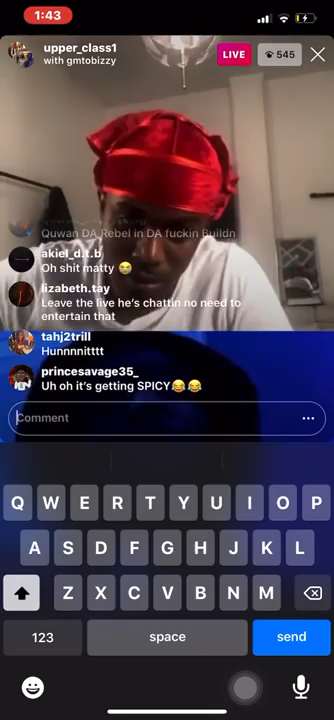 1:43
upper_class1
with gmtobizzy
LIVE
545
Quwan DA Rebel in DA fuckin Buildn
akiel_d.t.b
Oh shit matty 😭
lizabeth.tay
Leave the live he's chattin no need to
entertain that
tahj2trill
Hunnnnitttt
princesavage35_
Uh oh it's getting SPICY😂😂
Comment
Q W E R T Y U I O P
A S D F G H J K L
Z X C V B N M
123 space send